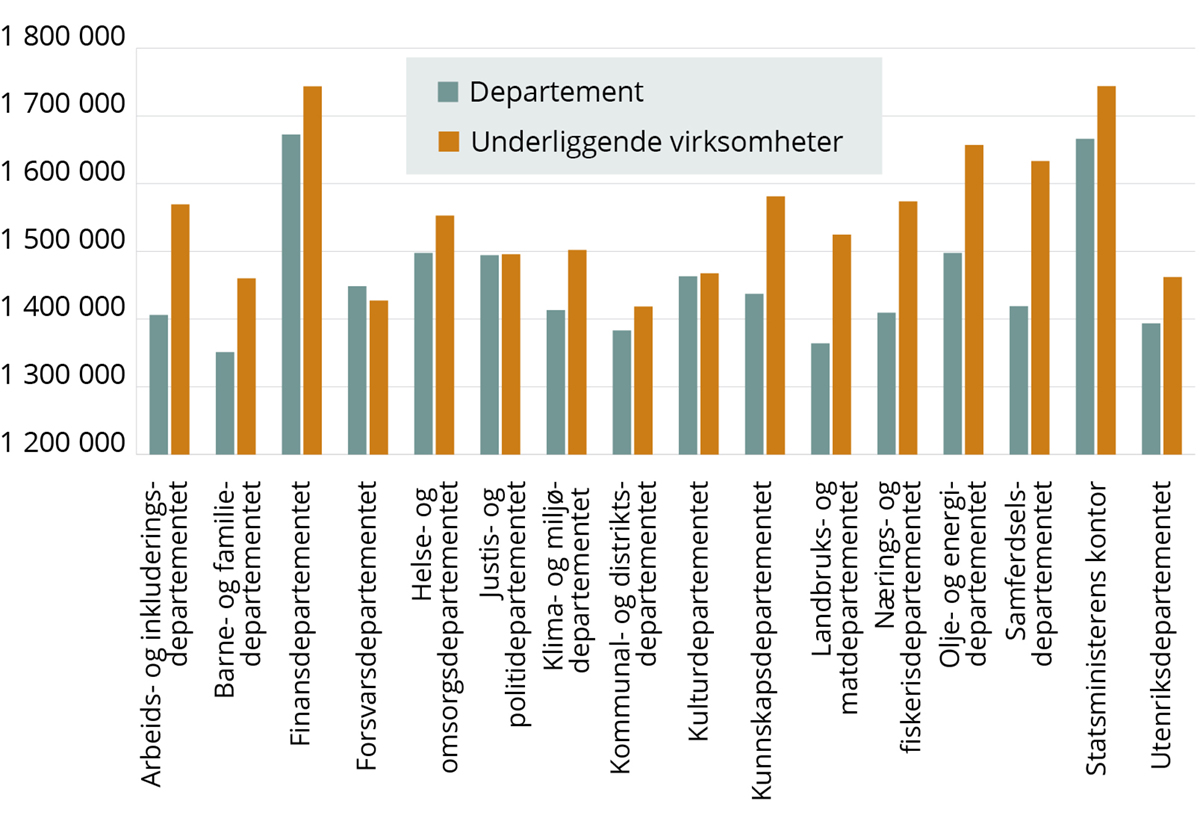 1 800 000
1 700 000
1 600 000
1 500 000
1 400 000
1 300 000
1 200 000
Departement
Underliggende virksomheter
Arbeids- og inkluderings-
departementet
Barne- og familie-
departementet
Finansdepartementet
Forsvarsdepartementet
Helse- og
omsorgsdepartementet
Justis- og
politidepartementet
Klima- og miljø-
departementet
Kommunal- og distrikts-
departementet
Kulturdepartementet
Kunnskapsdepartementet
Landbruks- og
matdepartementet
Nærings- og
fiskerisdepartementet
Olje- og energi-
departementet
Samferdsels-
departementet
Statsministerens kontor
Utenriksdepartementet